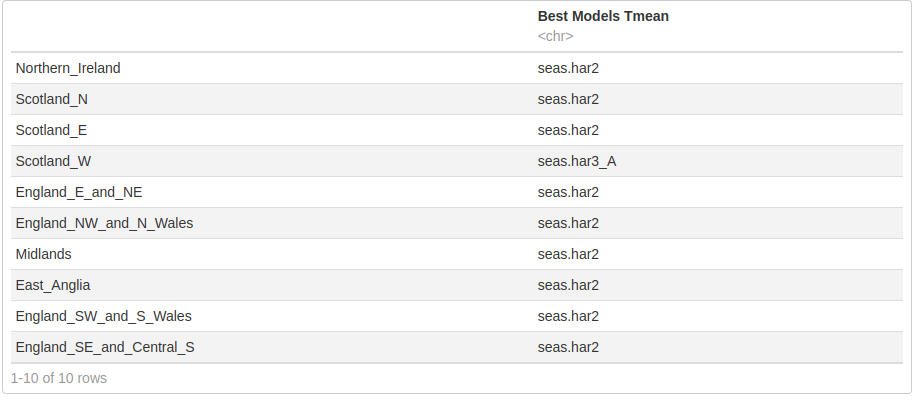 Best Models Tmean
<chr>
Northern_Ireland seas.har2
Scotland_N seas.har2
Scotland_E seas.har2
Scotland_W seas.har3_A
England_E_and_NE seas.har2
England_NW_and_N_Wales seas.har2
Midlands seas.har2
East_Anglia seas.har2
England_SW_and_S_Wales seas.har2
England_SE_and_Central_S seas.har2
1-10 of 10 rows